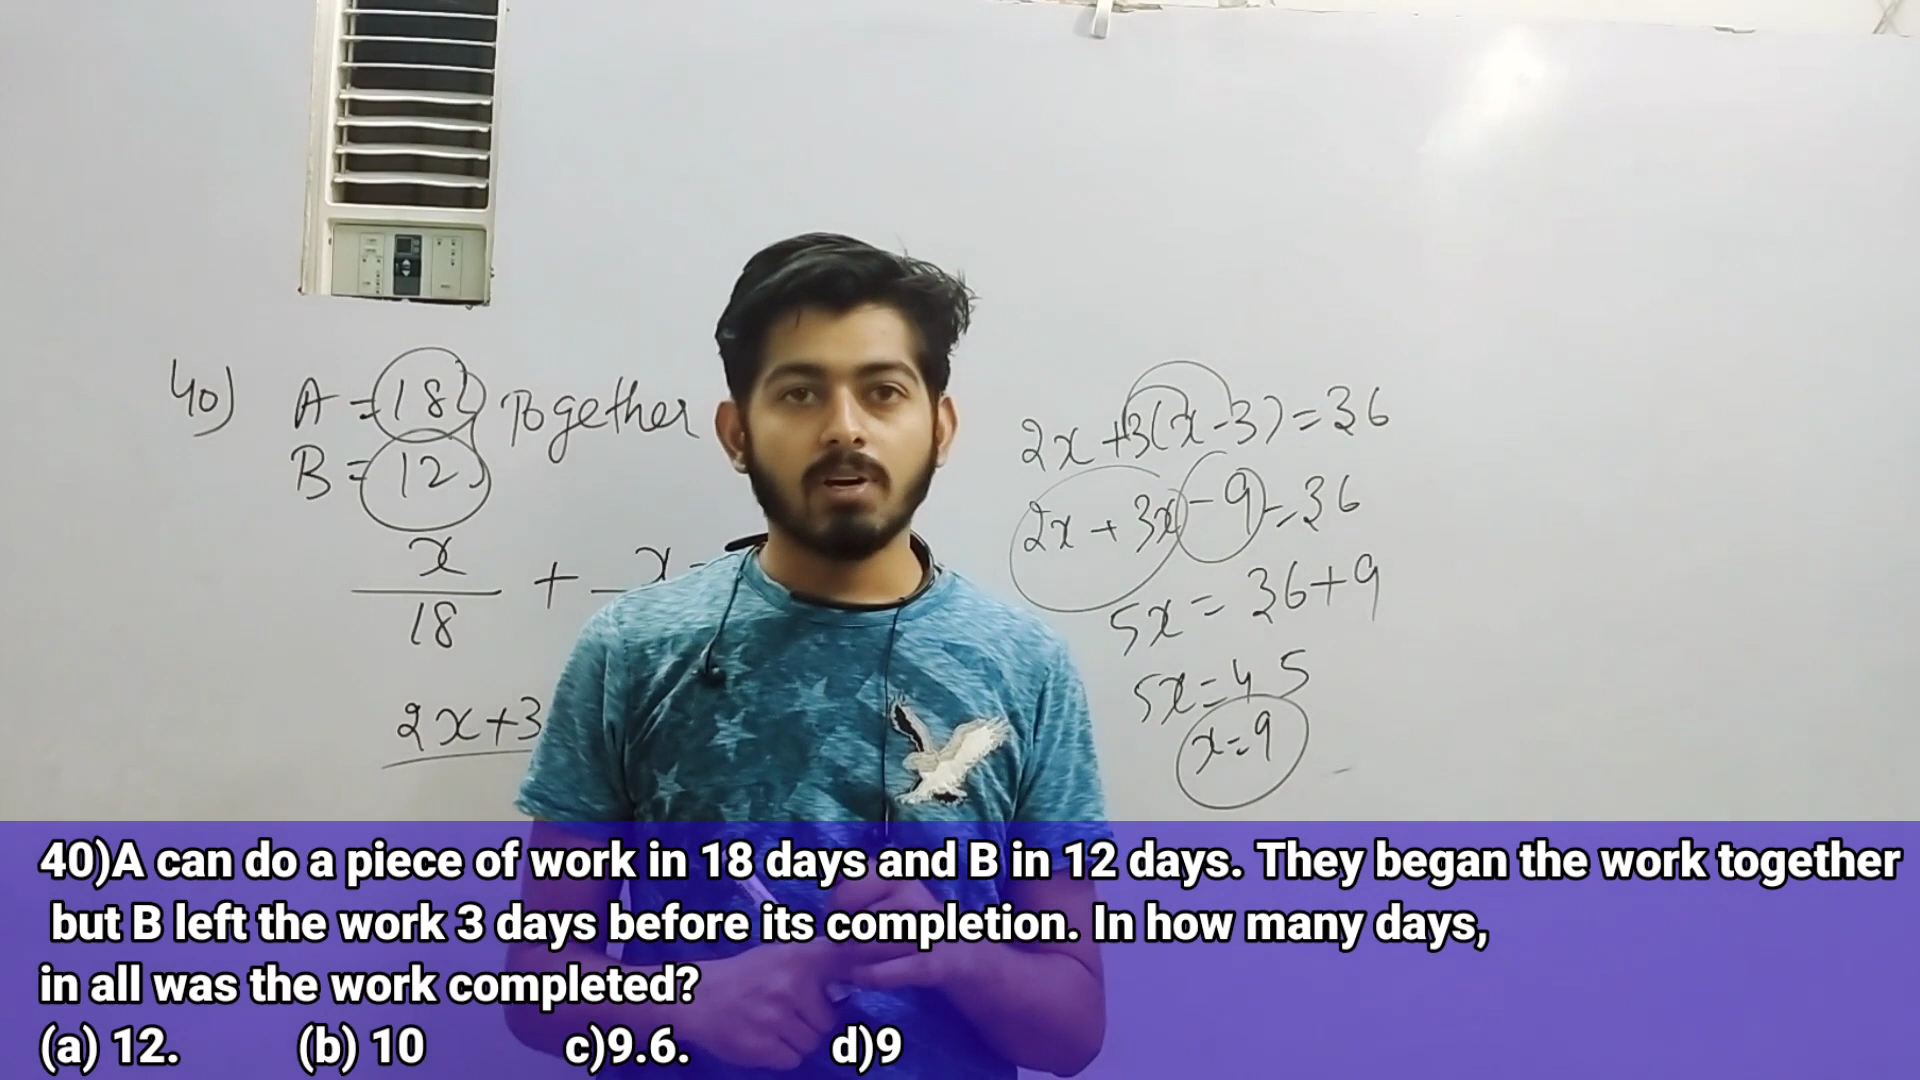 40) A = 18 } Together
B = 12
x/18 + x-
2x+3
2x+3(x-3)=36
2x+3x-9=36
5x=36+9
5x=45
x=9
40)A can do a piece of work in 18 days and B in 12 days. They began the work together
but B left the work 3 days before its completion. In how many days,
in all was the work completed?
(a) 12. (b) 10 c)9.6. d)9